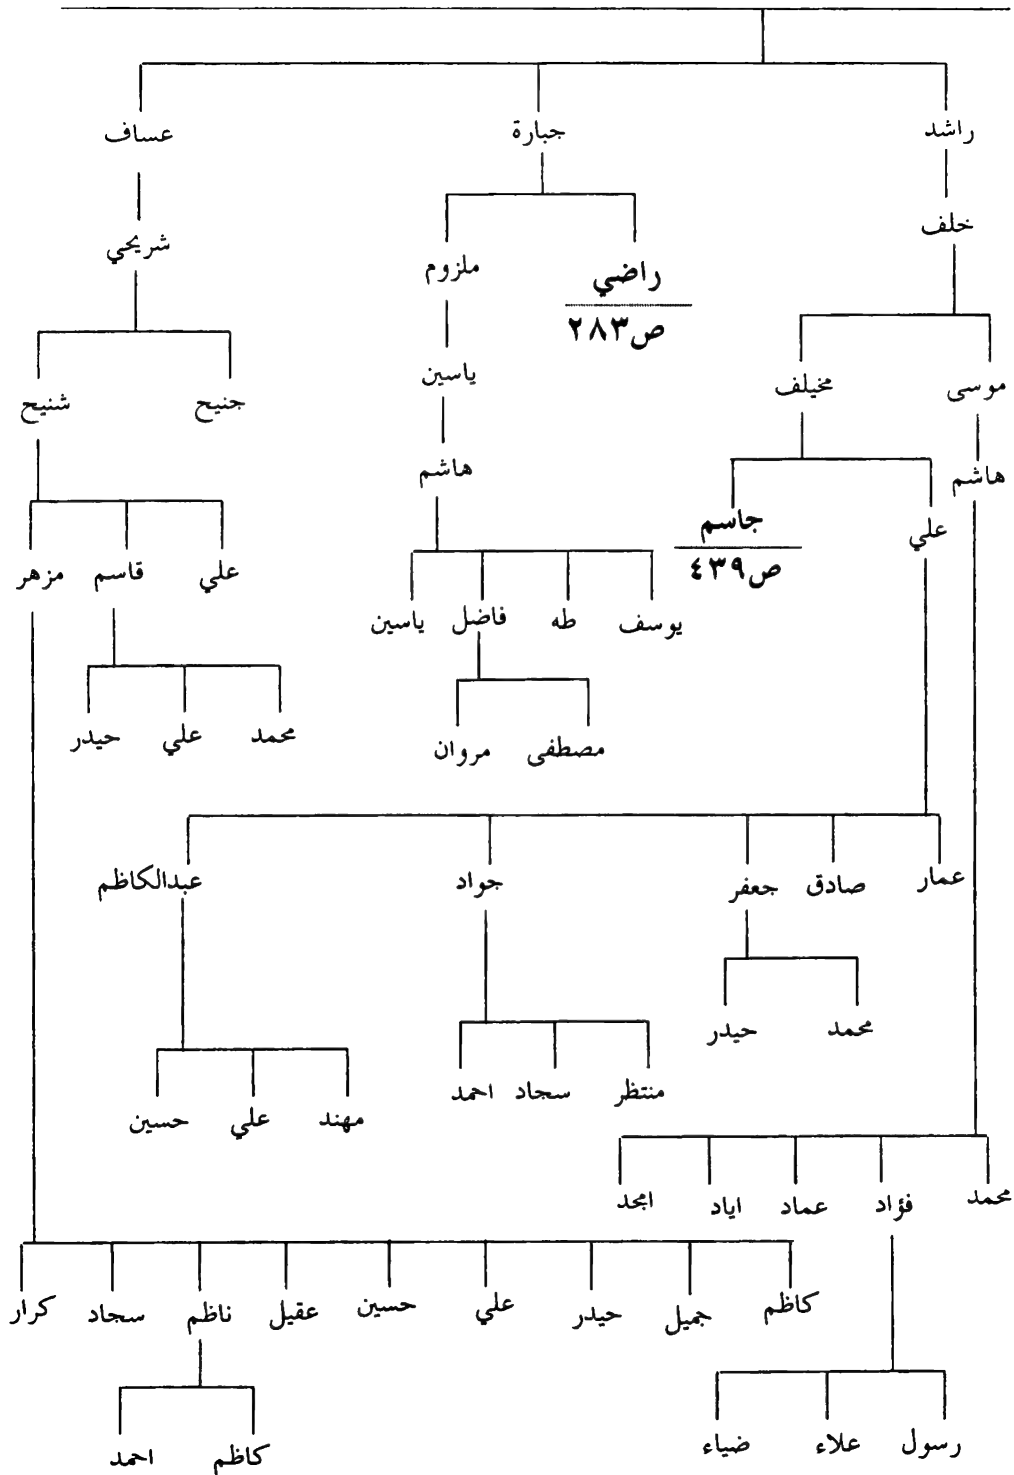 راشد جبارة عساف
خلف شريحي
راضي ملزوم
ص٢٨٣
موسى مخيلف ياسين جنيح شنيح
هاشم هاشم
علي جاسم
ص٤٣٩
علي قاسم مزهر
يوسف طه فاضل ياسين
محمد علي حيدر
مصطفى مروان
عمار صادق جعفر جواد عبدالكاظم
محمد حيدر
منتظر سجاد احمد
مهند علي حسين
محمد فؤاد عماد اياد امجد
كاظم جميل حيدر علي حسين عقيل ناظم سجاد كرار
رسول علاء ضياء
كاظم احمد